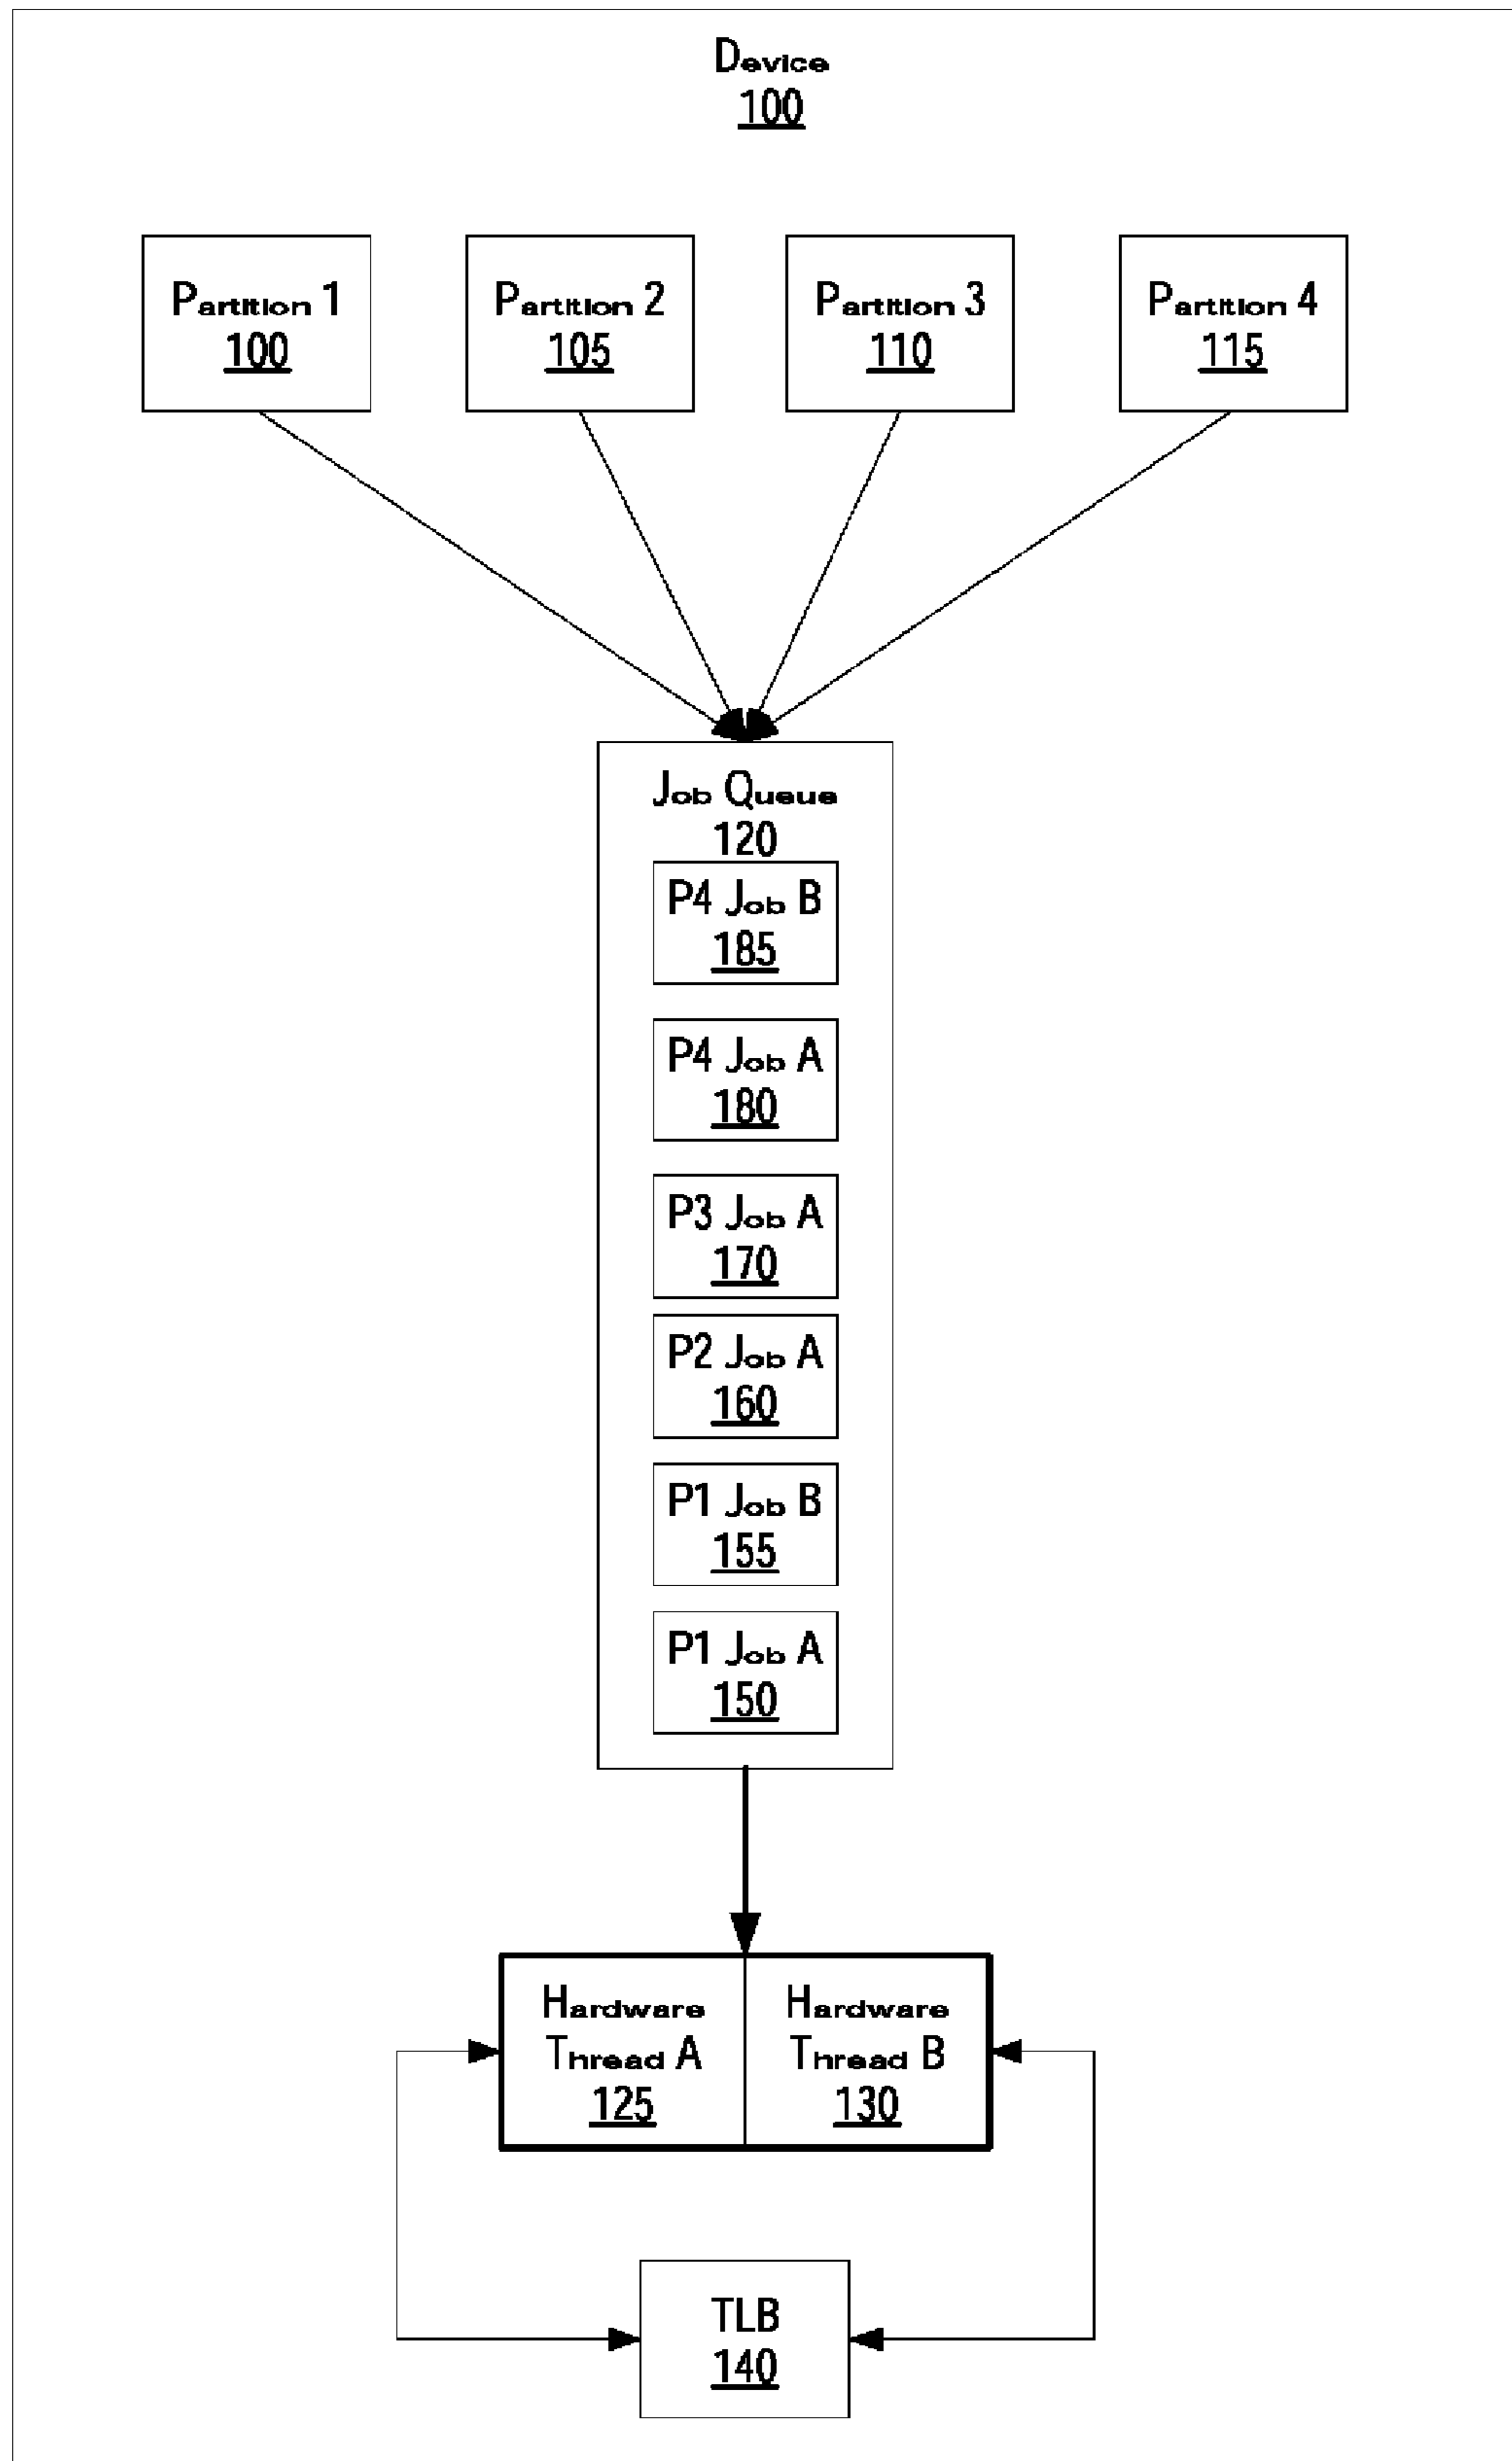 Device
100
Partition 1
100
Partition 2
105
Partition 3
110
Partition 4
115
Job Queue
120
P4 Job B
185
P4 Job A
180
P3 Job A
170
P2 Job A
160
P1 Job B
155
P1 Job A
150
Hardware
Thread A
125
Hardware
Thread B
130
TLB
140